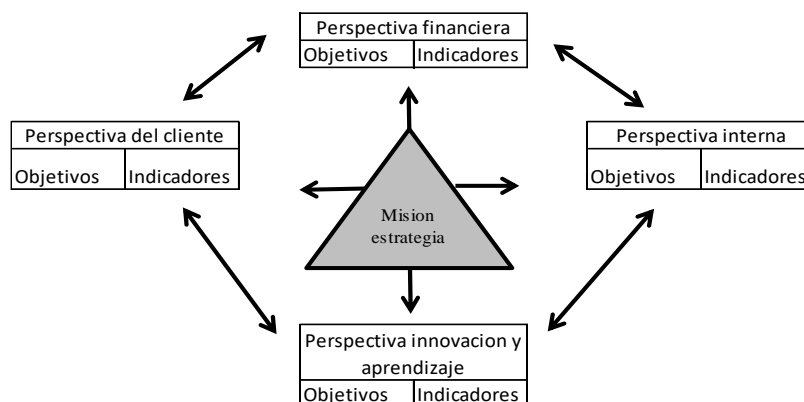 Perspectiva financiera
Objetivos Indicadores
Perspectiva del cliente
Objetivos Indicadores
Perspectiva interna
Objetivos Indicadores
Mision
estrategia
Perspectiva innovacion y
aprendizaje
Objetivos Indicadores